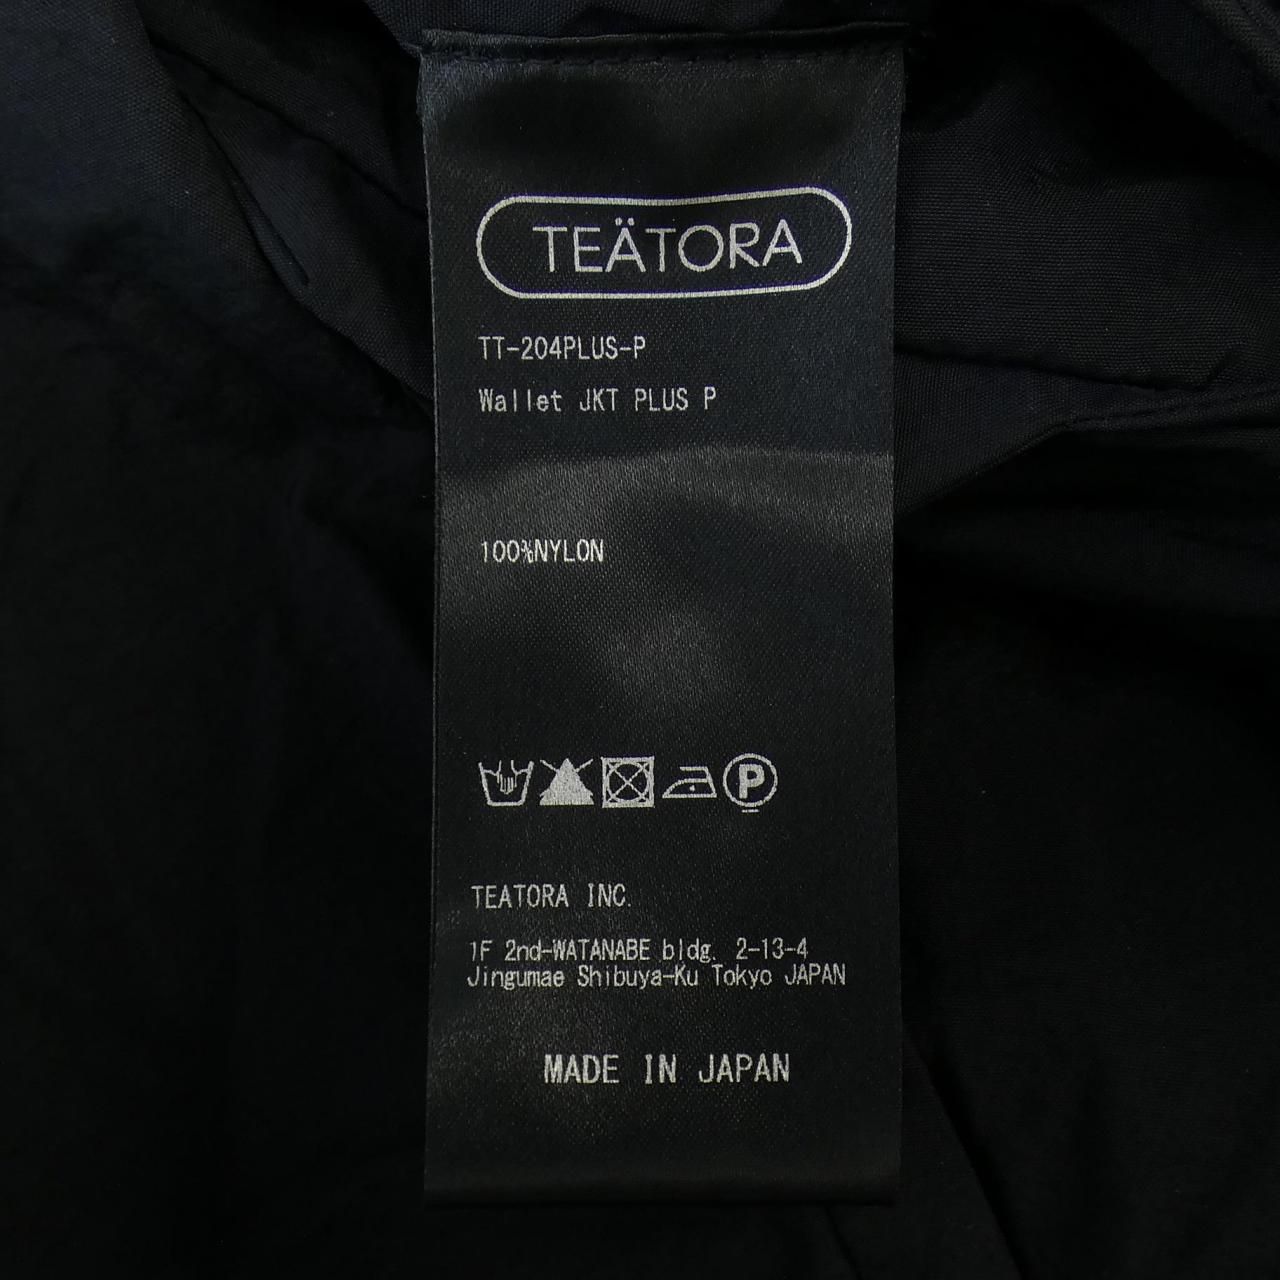 TEÄTORA
TT-204PLUS-P
Wallet JKT PLUS P
100%NYLON
P
TEATORA INC.
1F 2nd-WATANABE bldg. 2-13-4
Jingumae Shibuya-Ku Tokyo JAPAN
MADE IN JAPAN